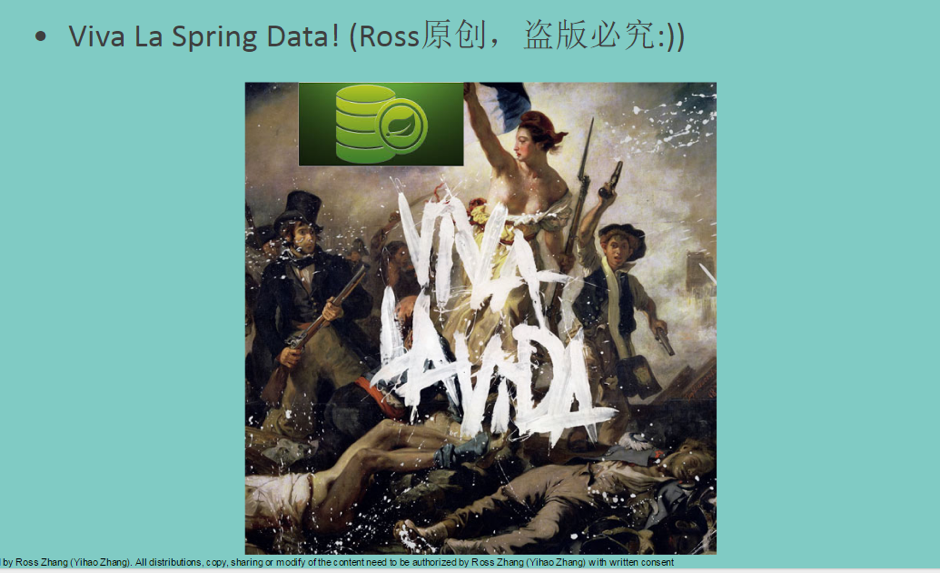 Viva La Spring Data! (Ross原创，盗版必究:))
VIVA
LA VIDA
by Ross Zhang (Yihao Zhang). All distributions, copy, sharing or modify of the content need to be authorized by Ross Zhang (Yihao Zhang) with written consent